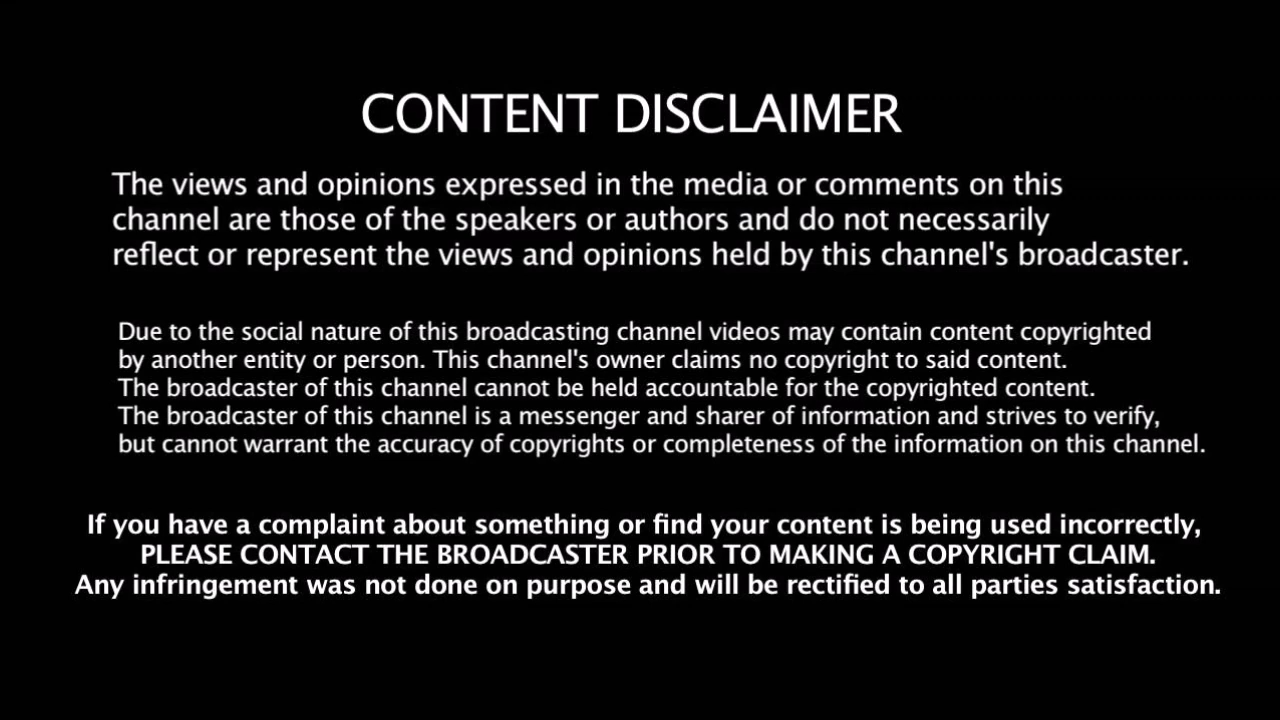 CONTENT DISCLAIMER
The views and opinions expressed in the media or comments on this
channel are those of the speakers or authors and do not necessarily
reflect or represent the views and opinions held by this channel's broadcaster.
Due to the social nature of this broadcasting channel videos may contain content copyrighted
by another entity or person. This channel's owner claims no copyright to said content.
The broadcaster of this channel cannot be held accountable for the copyrighted content.
The broadcaster of this channel is a messenger and sharer of information and strives to verify,
but cannot warrant the accuracy of copyrights or completeness of the information on this channel.
If you have a complaint about something or find your content is being used incorrectly,
PLEASE CONTACT THE BROADCASTER PRIOR TO MAKING A COPYRIGHT CLAIM.
Any infringement was not done on purpose and will be rectified to all parties satisfaction.